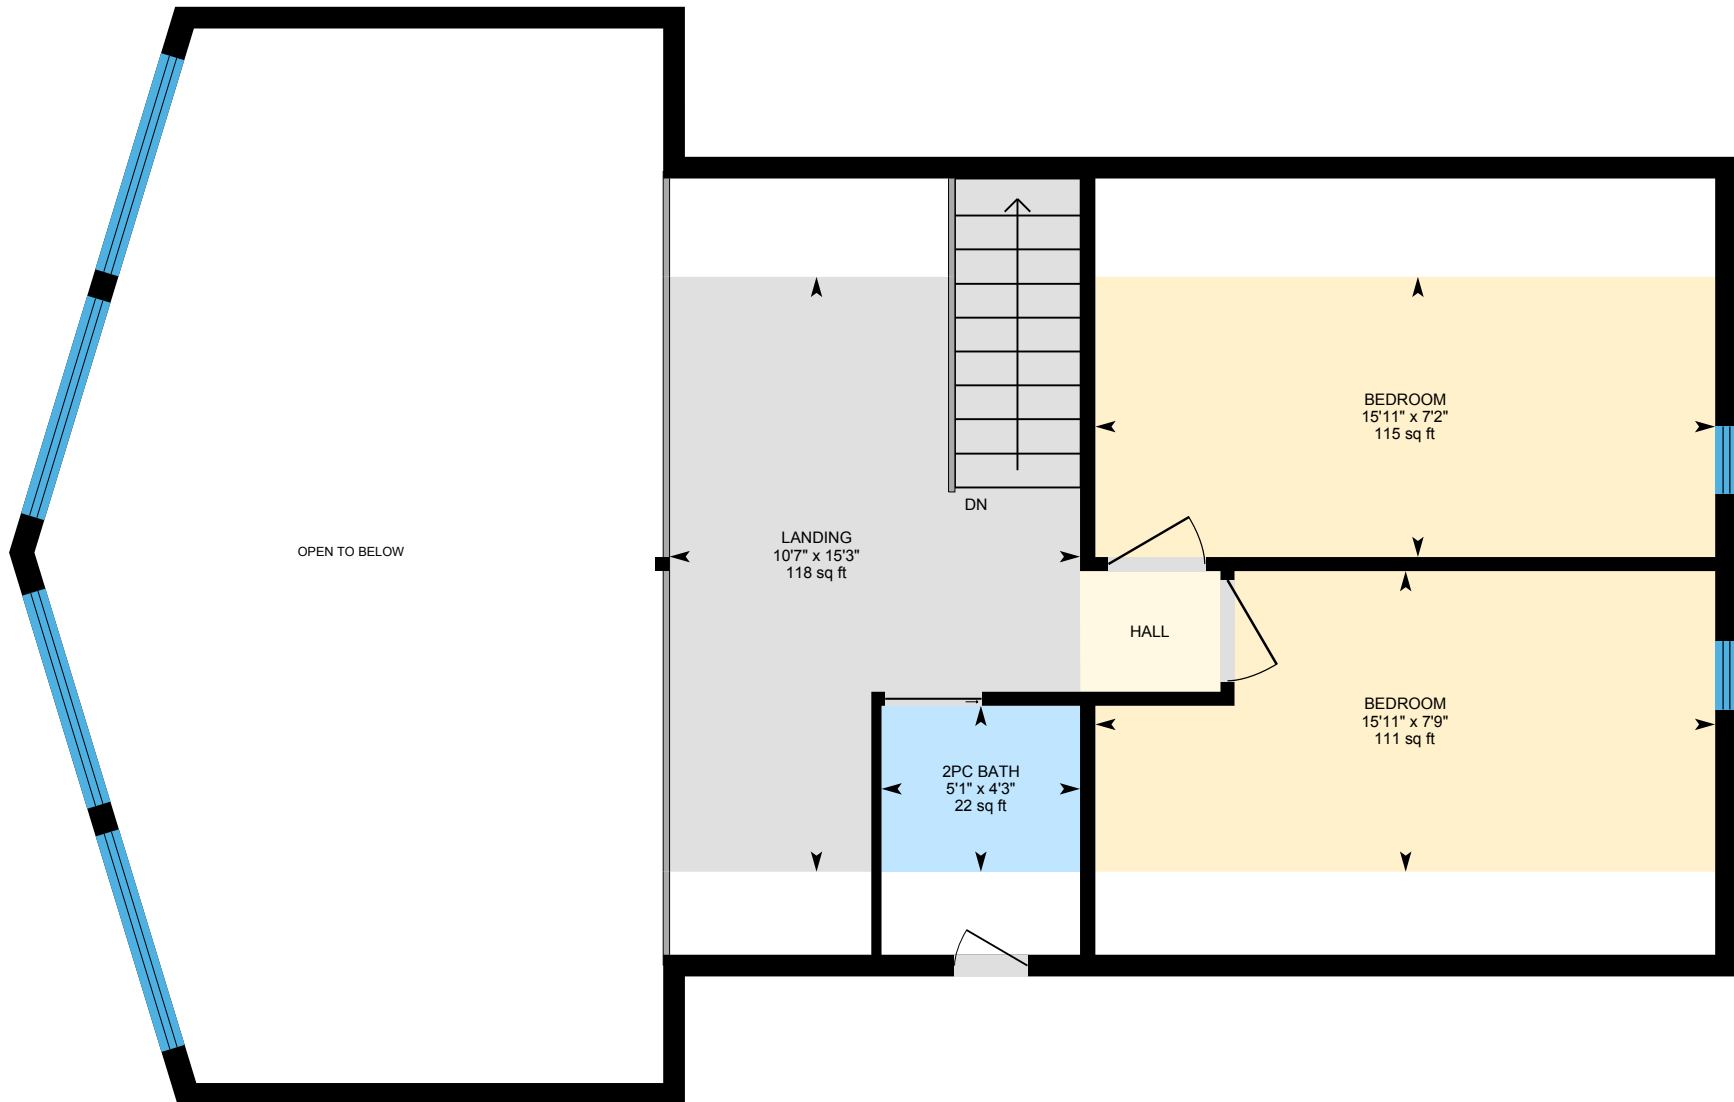 OPEN TO BELOW
LANDING
10'7" x 15'3"
118 sq ft
DN
BEDROOM
15'11" x 7'2"
115 sq ft
HALL
BEDROOM
15'11" x 7'9"
111 sq ft
2PC BATH
5'1" x 4'3"
22 sq ft